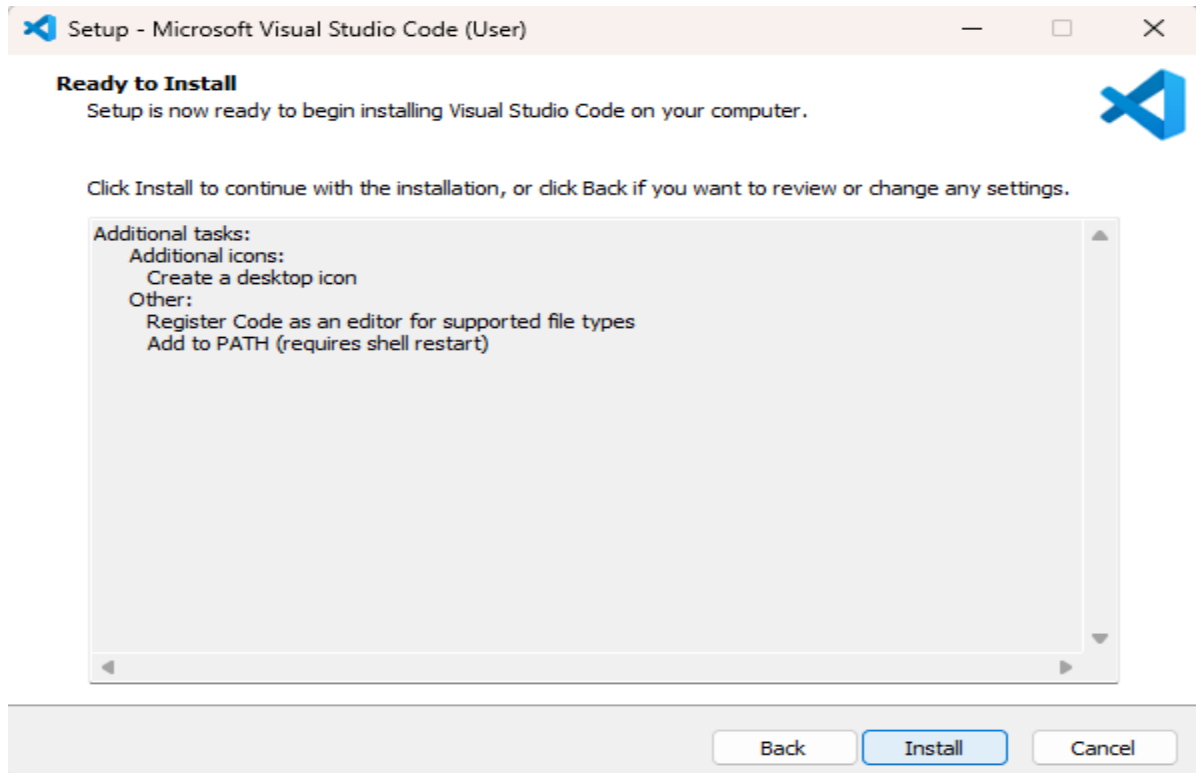 Setup - Microsoft Visual Studio Code (User)
Ready to Install
Setup is now ready to begin installing Visual Studio Code on your computer.
Click Install to continue with the installation, or click Back if you want to review or change any settings.
Additional tasks:
Additional icons:
Create a desktop icon
Other:
Register Code as an editor for supported file types
Add to PATH (requires shell restart)
Back Install Cancel